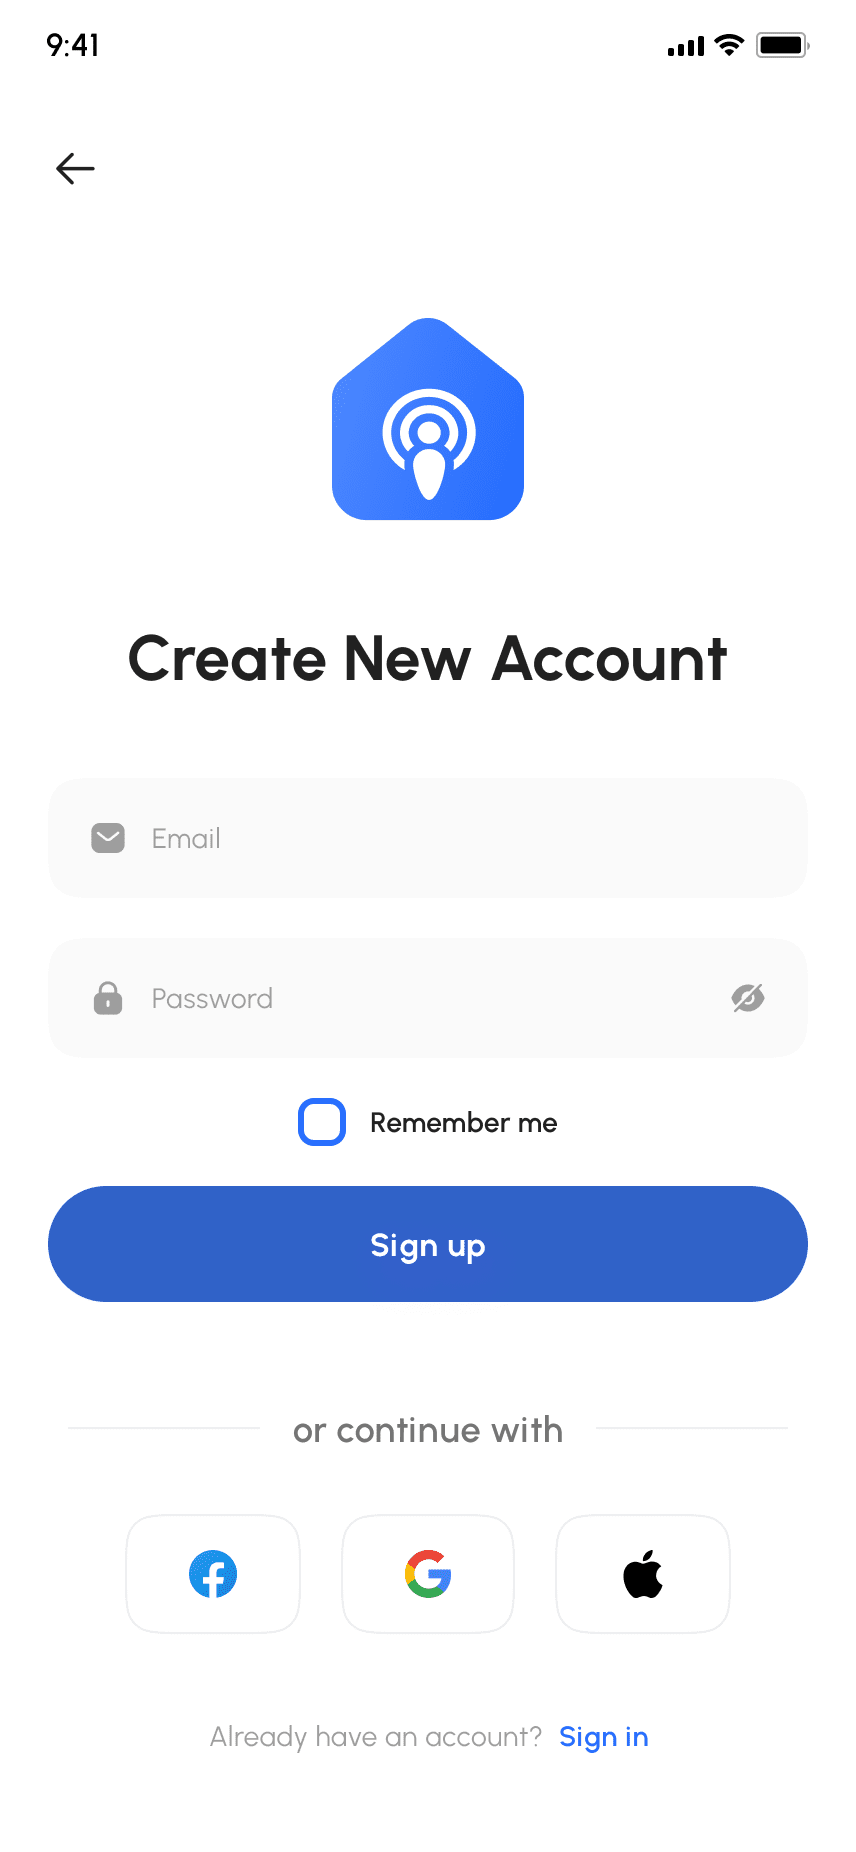 9:41
Create New Account
Email
Password
Remember me
Sign up
or continue with
Already have an account? Sign in